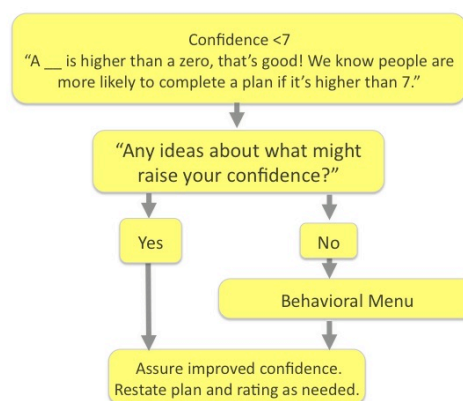 Confidence <7
“A __ is higher than a zero, that’s good! We know people are
more likely to complete a plan if it’s higher than 7.”
“Any ideas about what might
raise your confidence?”
Yes
No
Behavioral Menu
Assure improved confidence.
Restate plan and rating as needed.